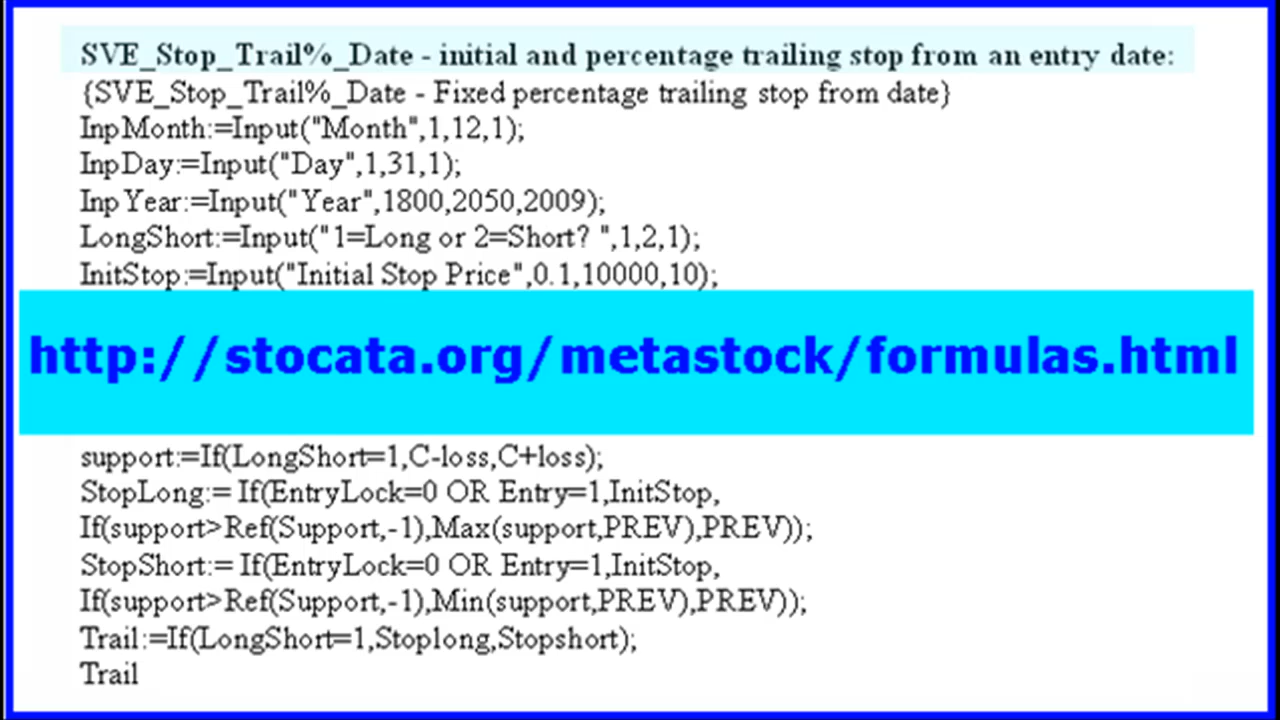 SVE_Stop_Trail%_Date - initial and percentage trailing stop from an entry date:
{SVE_Stop_Trail%_Date - Fixed percentage trailing stop from date}
InpMonth:=Input("Month",1,12,1);
InpDay:=Input("Day",1,31,1);
InpYear:=Input("Year",1800,2050,2009);
LongShort:=Input("1=Long or 2=Short? ",1,2,1);
InitStop:=Input("Initial Stop Price",0.1,10000,10);
http://stocata.org/metastock/formulas.html
support:=If(LongShort=1,C-loss,C+loss);
StopLong:= If(EntryLock=0 OR Entry=1,InitStop,
If(support>Ref(Support,-1),Max(support,PREV),PREV));
StopShort:= If(EntryLock=0 OR Entry=1,InitStop,
If(support>Ref(Support,-1),Min(support,PREV),PREV));
Trail:=If(LongShort=1,Stoplong,Stopshort);
Trail